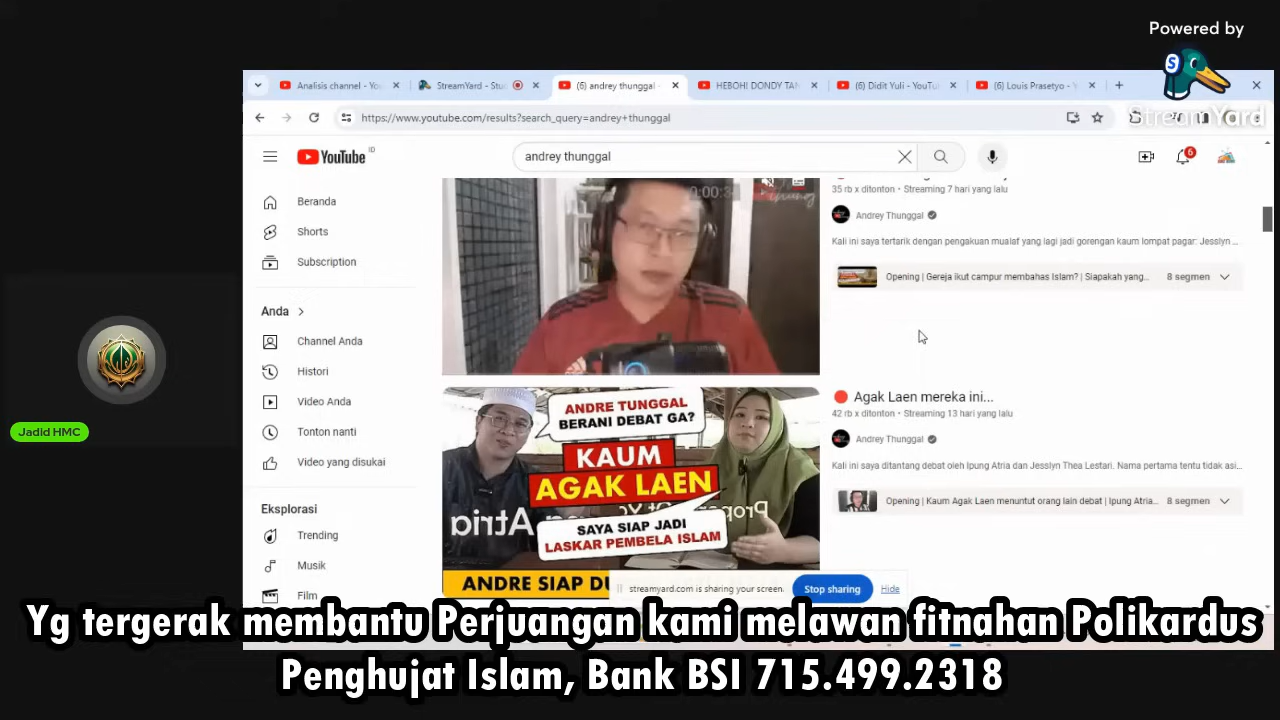 Powered by
StreamYard
Analisis channel - You
StreamYard - Stud
(6) andrey thunggal -
HEBOH! DONDY TAN
(6) Didit Yuli - YouTu
(6) Louis Prasetyo - Y
https://www.youtube.com/results?search_query=andrey+thunggal
YouTube ID
andrey thunggal
6
Beranda
Shorts
Subscription
Anda
Channel Anda
Histori
Video Anda
Tonton nanti
Video yang disukai
Eksplorasi
Trending
Musik
Film
35 rb x ditonton • Streaming 7 hari yang lalu
Andrey Thunggal
Kali ini saya tertarik dengan pengakuan mualaf yang lagi jadi gorengan kaum lompat pagar: Jesslyn ...
Opening | Gereja ikut campur membahas Islam? | Siapakah yang...
8 segmen
Agak Laen mereka ini...
42 rb x ditonton • Streaming 13 hari yang lalu
Andrey Thunggal
Kali ini saya ditantang debat oleh Ipung Atria dan Jesslyn Thea Lestari. Nama pertama tentu tidak asi...
Opening | Kaum Agak Laen menuntut orang lain debat | Ipung Atria...
8 segmen
ANDRE TUNGGAL
BERANI DEBAT GA?
KAUM
AGAK LAEN
SAYA SIAP JADI
LASKAR PEMBELA ISLAM
ANDRE SIAP DU
streamyard.com is sharing your screen.
Stop sharing
Hide
Jadid HMC
Yg tergerak membantu Perjuangan kami melawan fitnahan Polikardus
Penghujat Islam, Bank BSI 715.499.2318